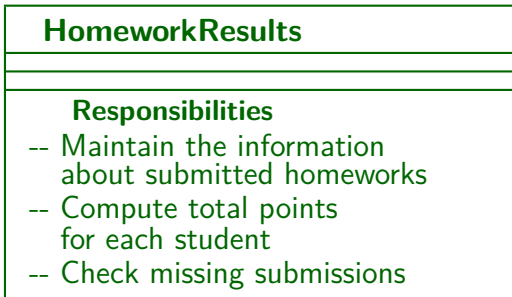 HomeworkResults
Responsibilities
-- Maintain the information
about submitted homeworks
-- Compute total points
for each student
-- Check missing submissions